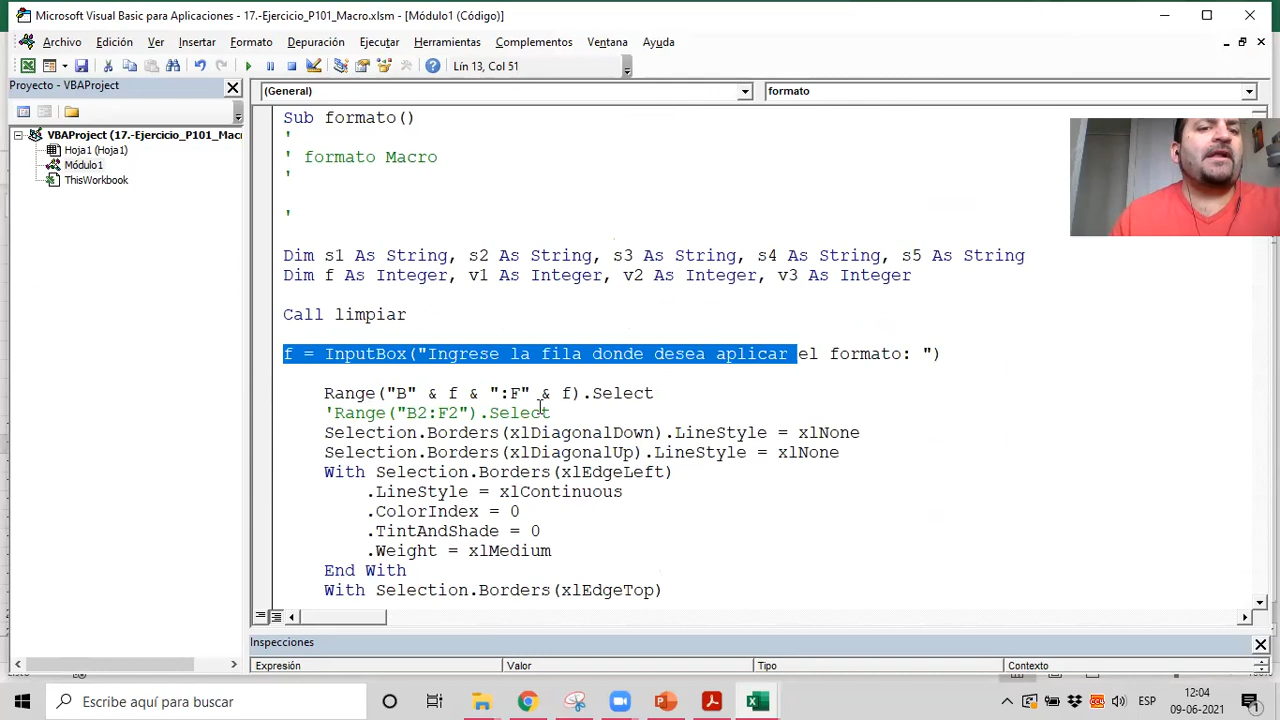 Microsoft Visual Basic para Aplicaciones - 17.-Ejercicio_P101_Macro.xlsm - [Módulo1 (Código)]
Archivo Edición Ver Insertar Formato Depuración Ejecutar Herramientas Complementos Ventana Ayuda
Lín 13, Col 51
Proyecto - VBAProject
(General)
formato
VBAProject (17.-Ejercicio_P101_Mac
Hoja1 (Hoja1)
Módulo1
ThisWorkbook
Sub formato()
'
' formato Macro
'
'
Dim s1 As String, s2 As String, s3 As String, s4 As String, s5 As String
Dim f As Integer, v1 As Integer, v2 As Integer, v3 As Integer
Call limpiar
f = InputBox("Ingrese la fila donde desea aplicar el formato: ")
Range("B" & f & ":F" & f).Select
'Range("B2:F2").Select
Selection.Borders(xlDiagonalDown).LineStyle = xlNone
Selection.Borders(xlDiagonalUp).LineStyle = xlNone
With Selection.Borders(xlEdgeLeft)
.LineStyle = xlContinuous
.ColorIndex = 0
.TintAndShade = 0
.Weight = xlMedium
End With
With Selection.Borders(xlEdgeTop)
Inspecciones
Expresión Valor Tipo Contexto
Escribe aquí para buscar
ESP
12:04
09-06-2021